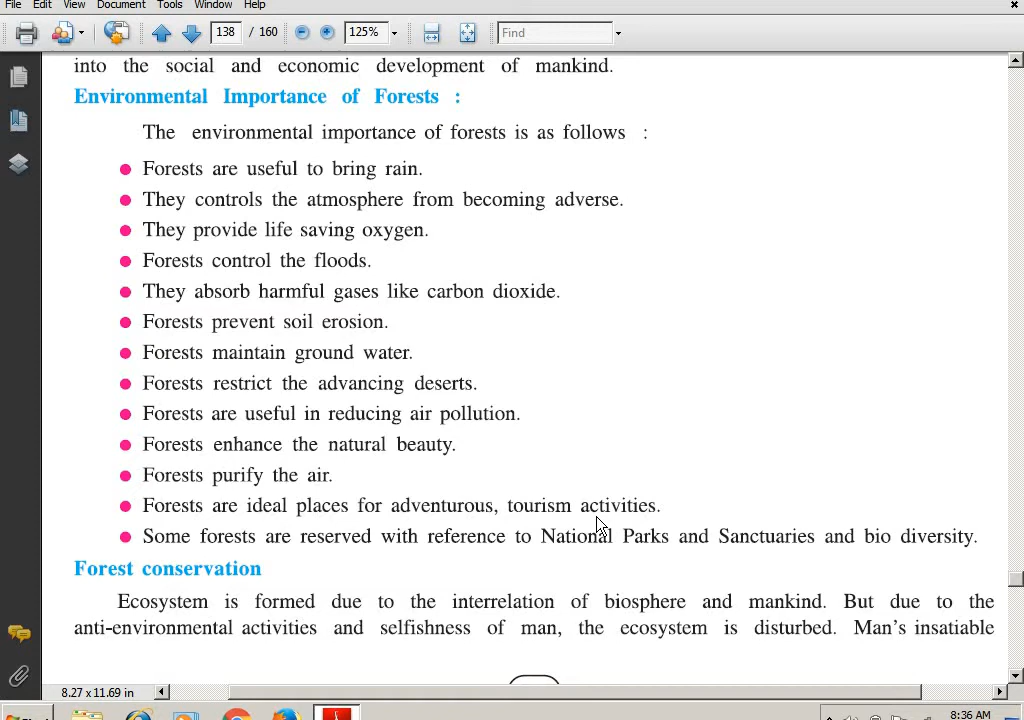 File Edit View Document Tools Window Help
138 / 160 125% Find
into the social and economic development of mankind.
Environmental Importance of Forests :
The environmental importance of forests is as follows :
Forests are useful to bring rain.
They controls the atmosphere from becoming adverse.
They provide life saving oxygen.
Forests control the floods.
They absorb harmful gases like carbon dioxide.
Forests prevent soil erosion.
Forests maintain ground water.
Forests restrict the advancing deserts.
Forests are useful in reducing air pollution.
Forests enhance the natural beauty.
Forests purify the air.
Forests are ideal places for adventurous, tourism activities.
Some forests are reserved with reference to National Parks and Sanctuaries and bio diversity.
Forest conservation
Ecosystem is formed due to the interrelation of biosphere and mankind. But due to the
anti-environmental activities and selfishness of man, the ecosystem is disturbed. Man's insatiable
8.27 x 11.69 in
8:36 AM